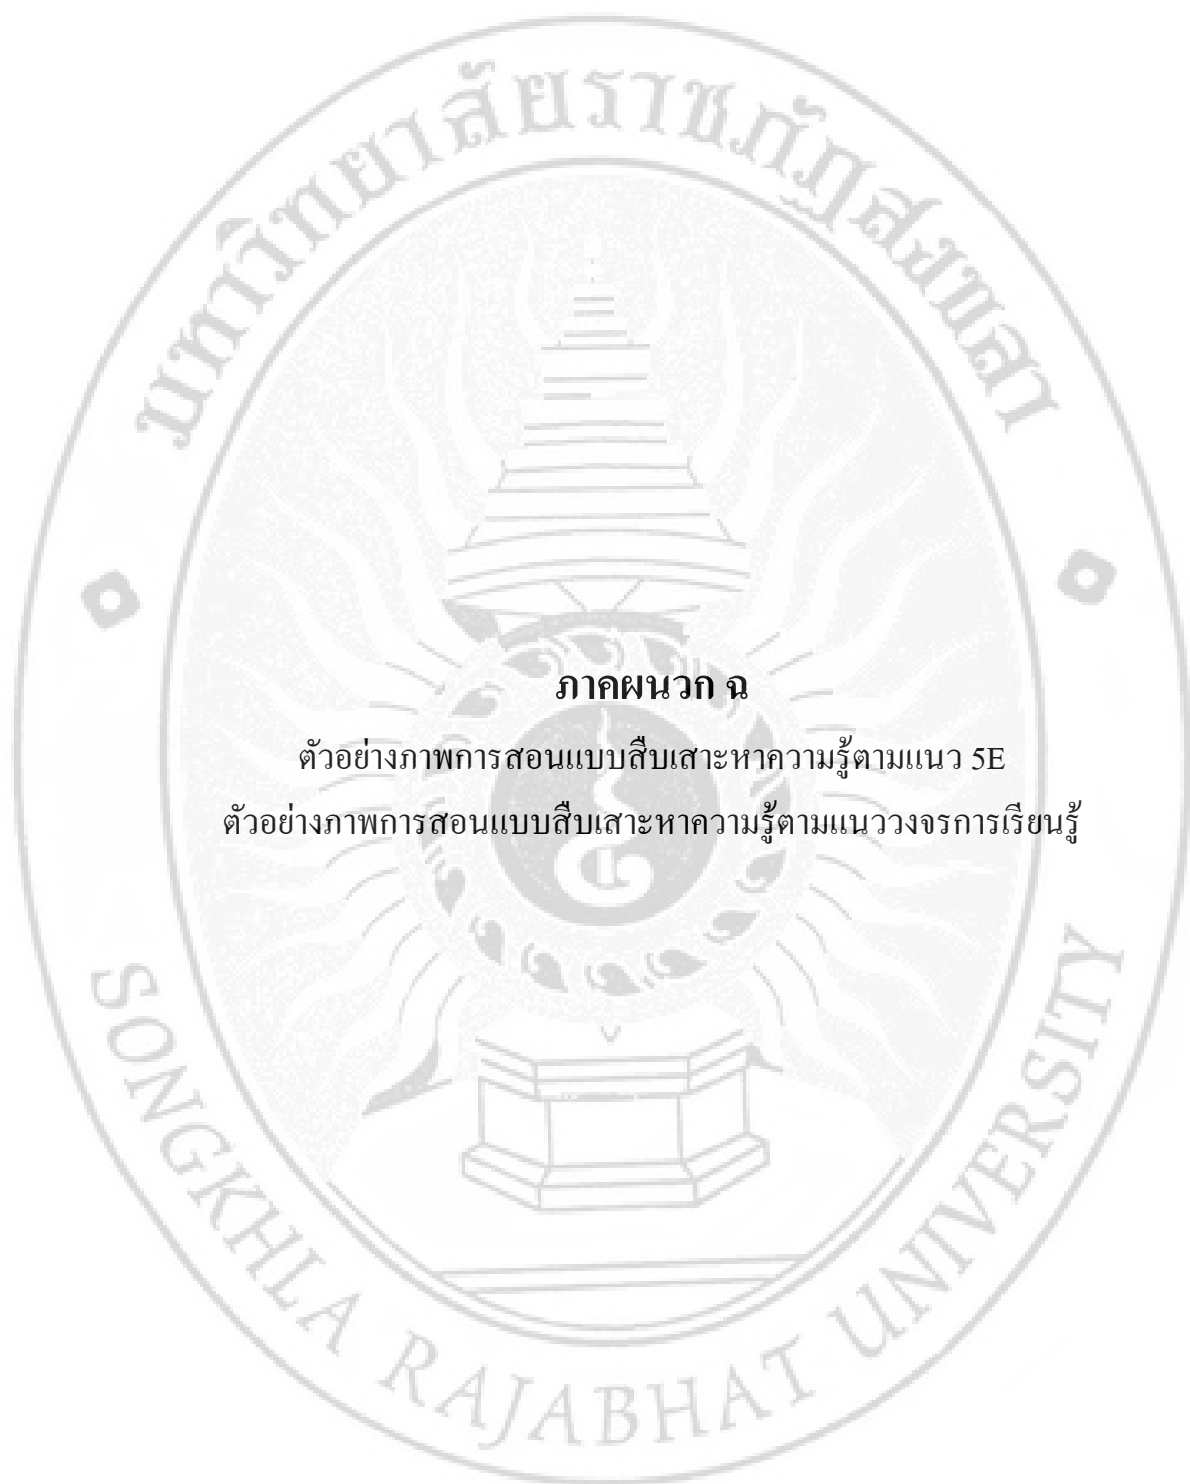 มหาวิทยาลัยราชภัฏสงขลา
ภาคผนวก ฉ
ตัวอย่างภาพการสอนแบบสืบเสาะหาความรู้ตามแนว 5E
ตัวอย่างภาพการสอนแบบสืบเสาะหาความรู้ตามแนววงจรการเรียนรู้
SONGKHLA RAJABHAT UNIVERSITY